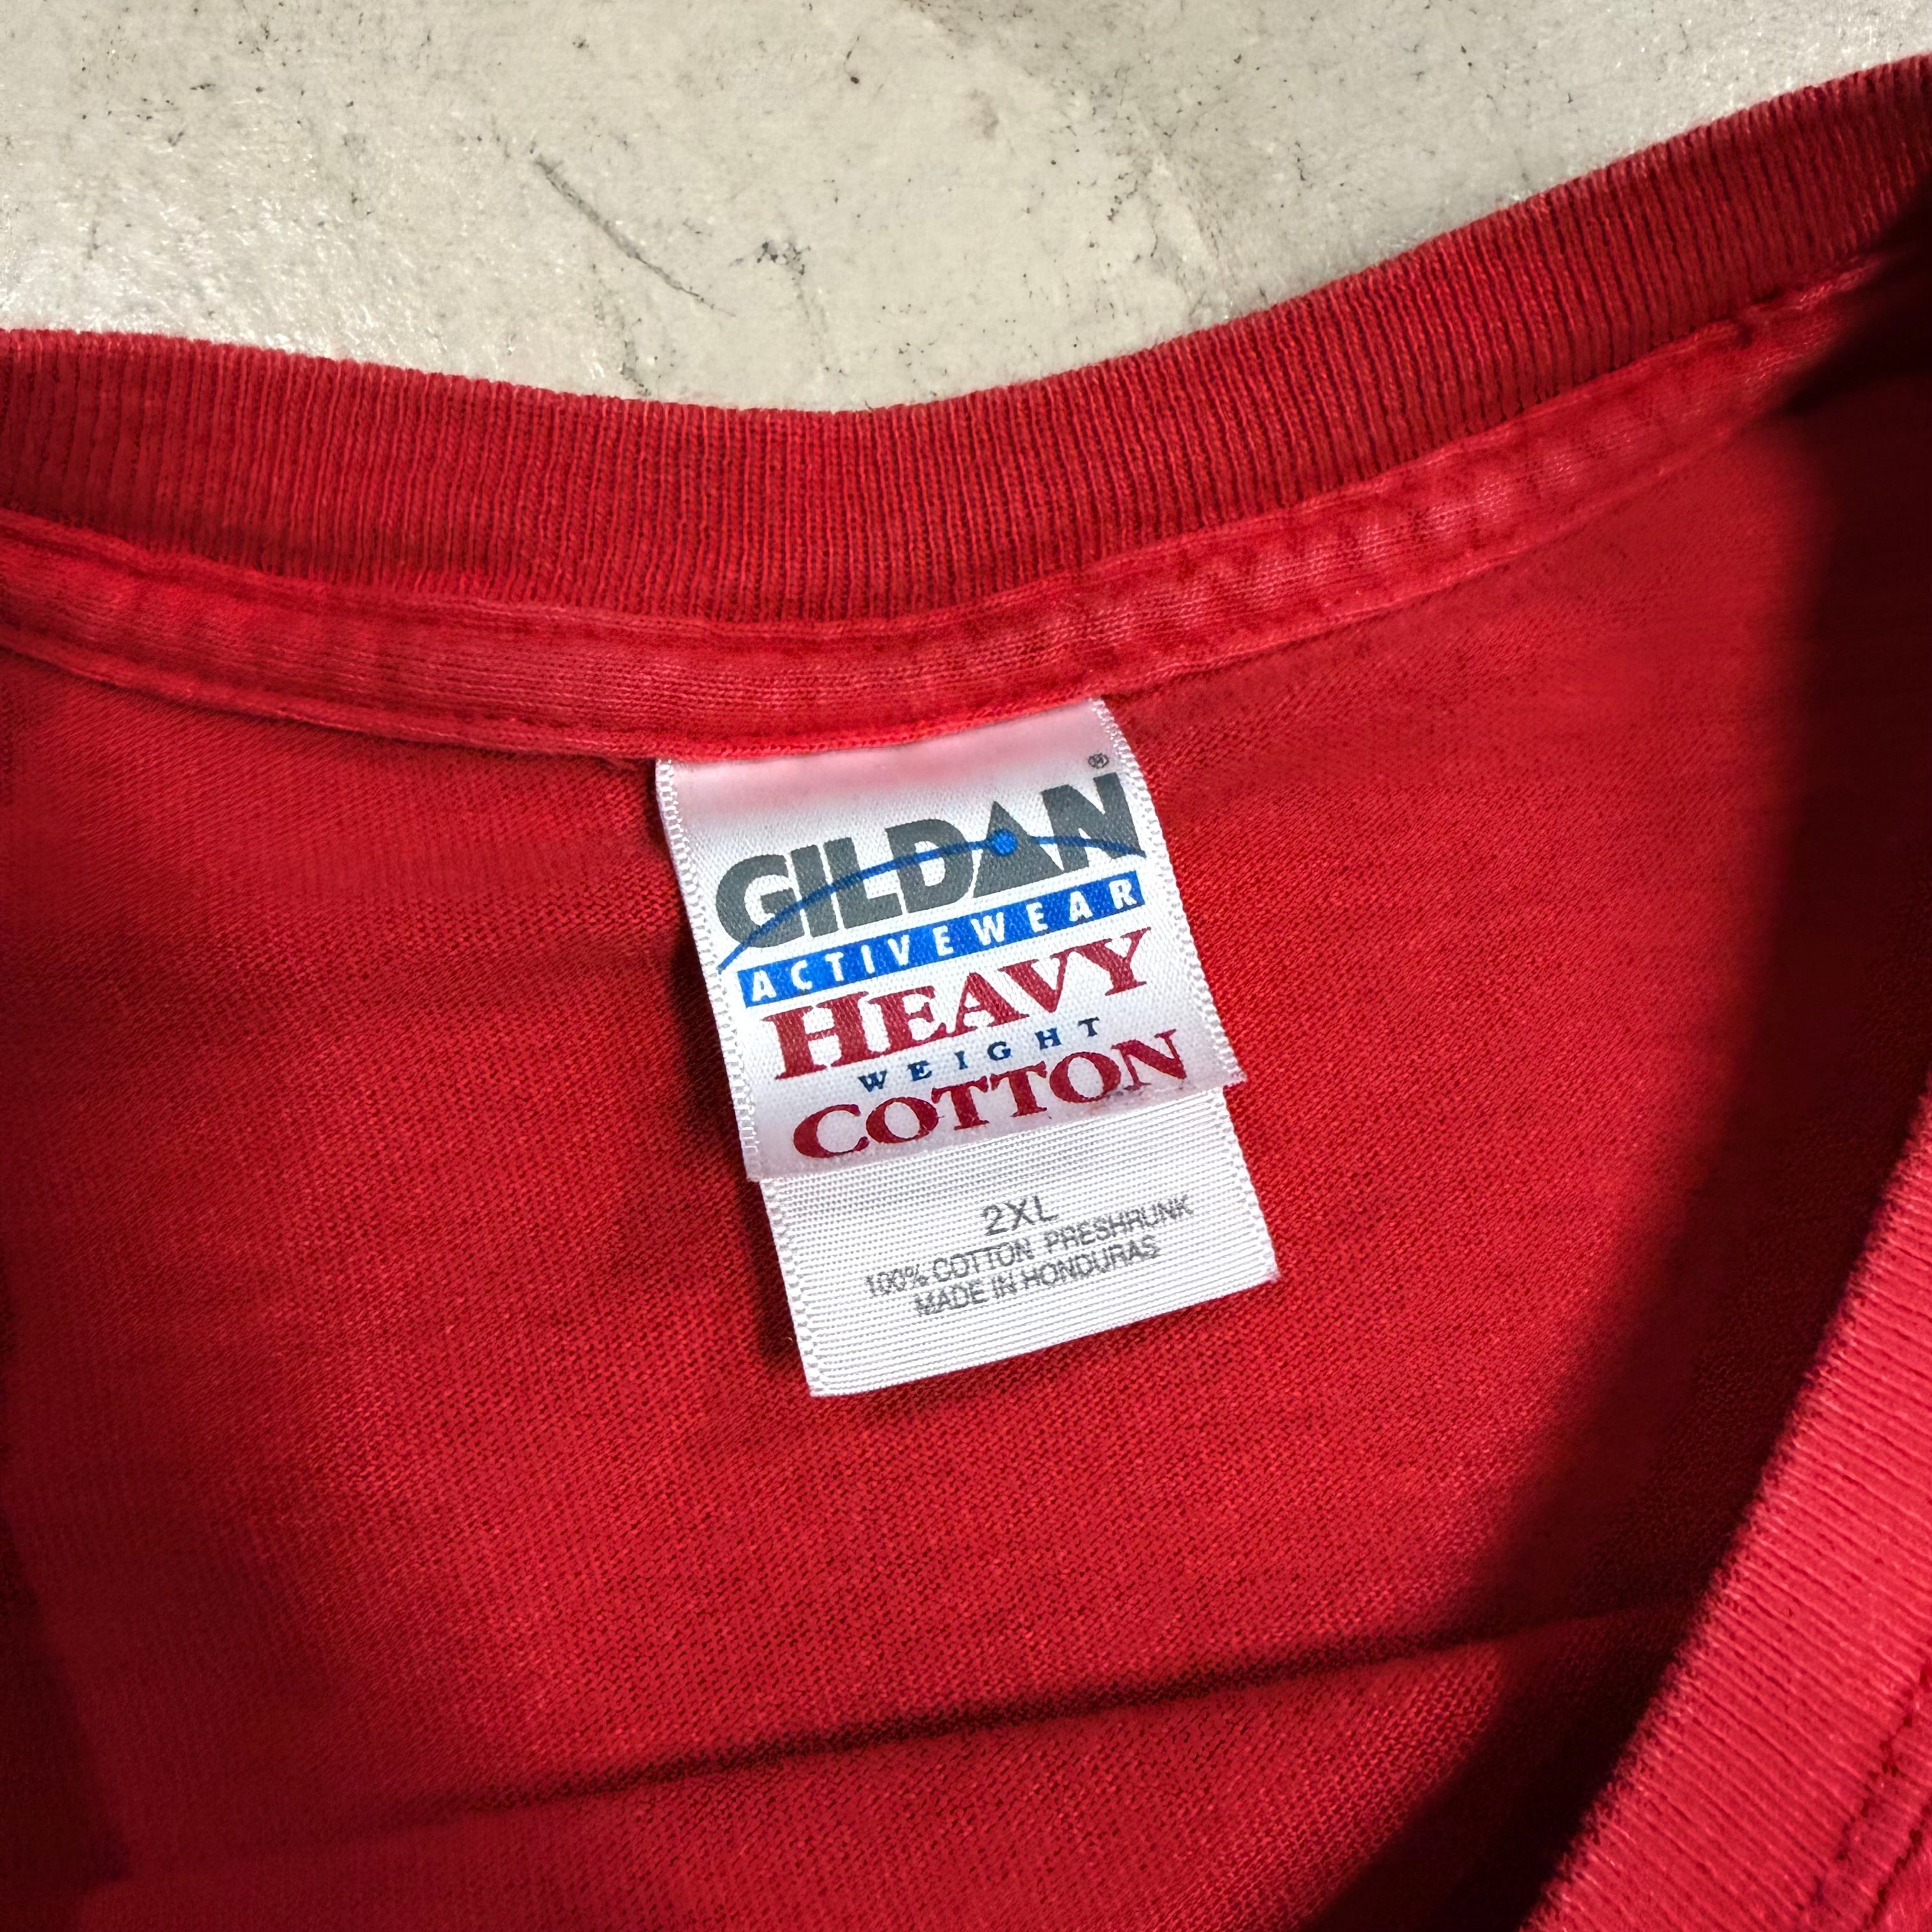 GILDAN®
ACTIVEWEAR
HEAVY
WEIGHT
COTTON
2XL
100% COTTON PRESHRUNK
MADE IN HONDURAS